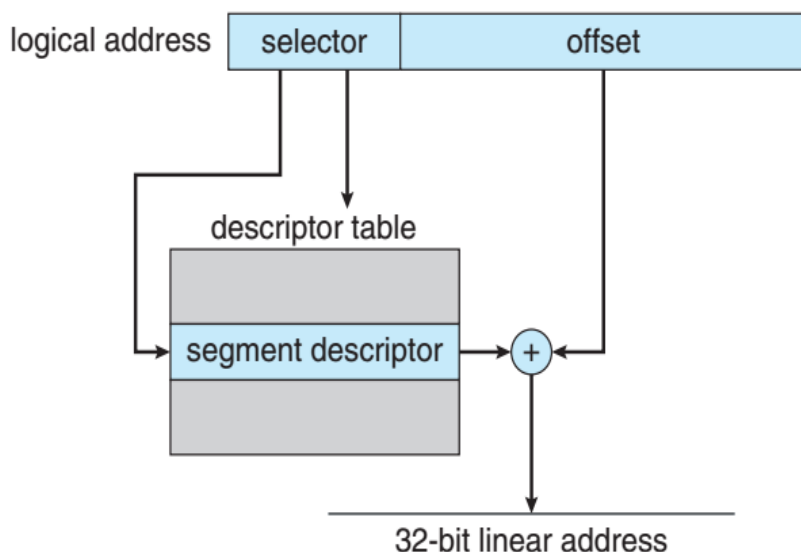 logical address selector offset
descriptor table
segment descriptor +
32-bit linear address